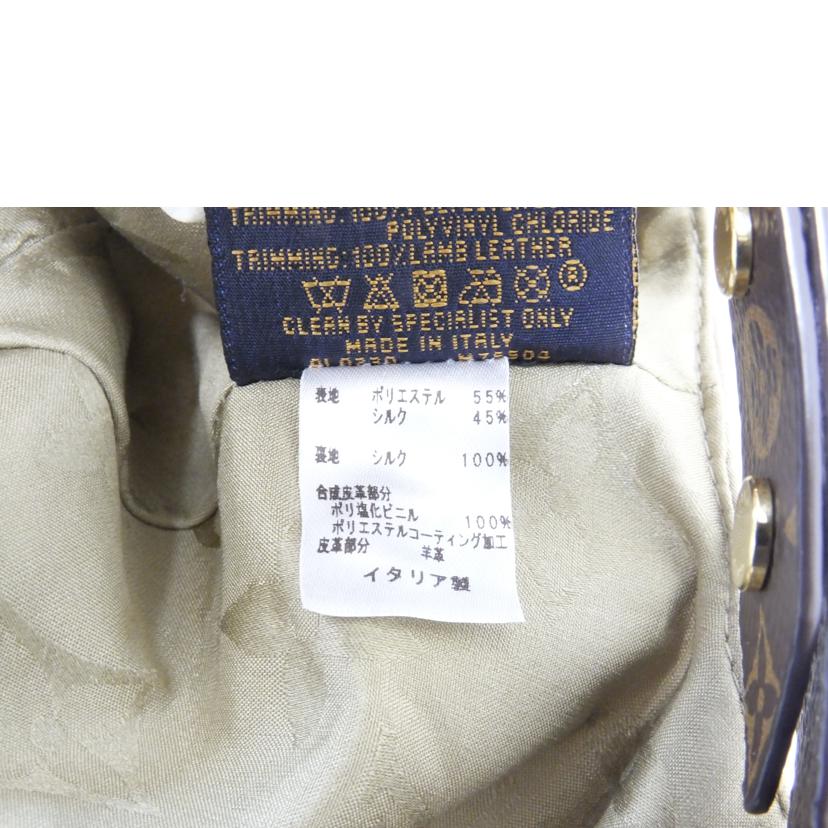 TRIMMING: 100%
POLYVINYL CHLORIDE
TRIMMING: 100%LAMB LEATHER
CLEAN BY SPECIALIST ONLY
MADE IN ITALY
表地 ポリエステル 55%
シルク 45%
裏地 シルク 100%
合成皮革部分
ポリ塩化ビニル 100%
ポリエステルコーティング加工
皮革部分 羊革
イタリア製